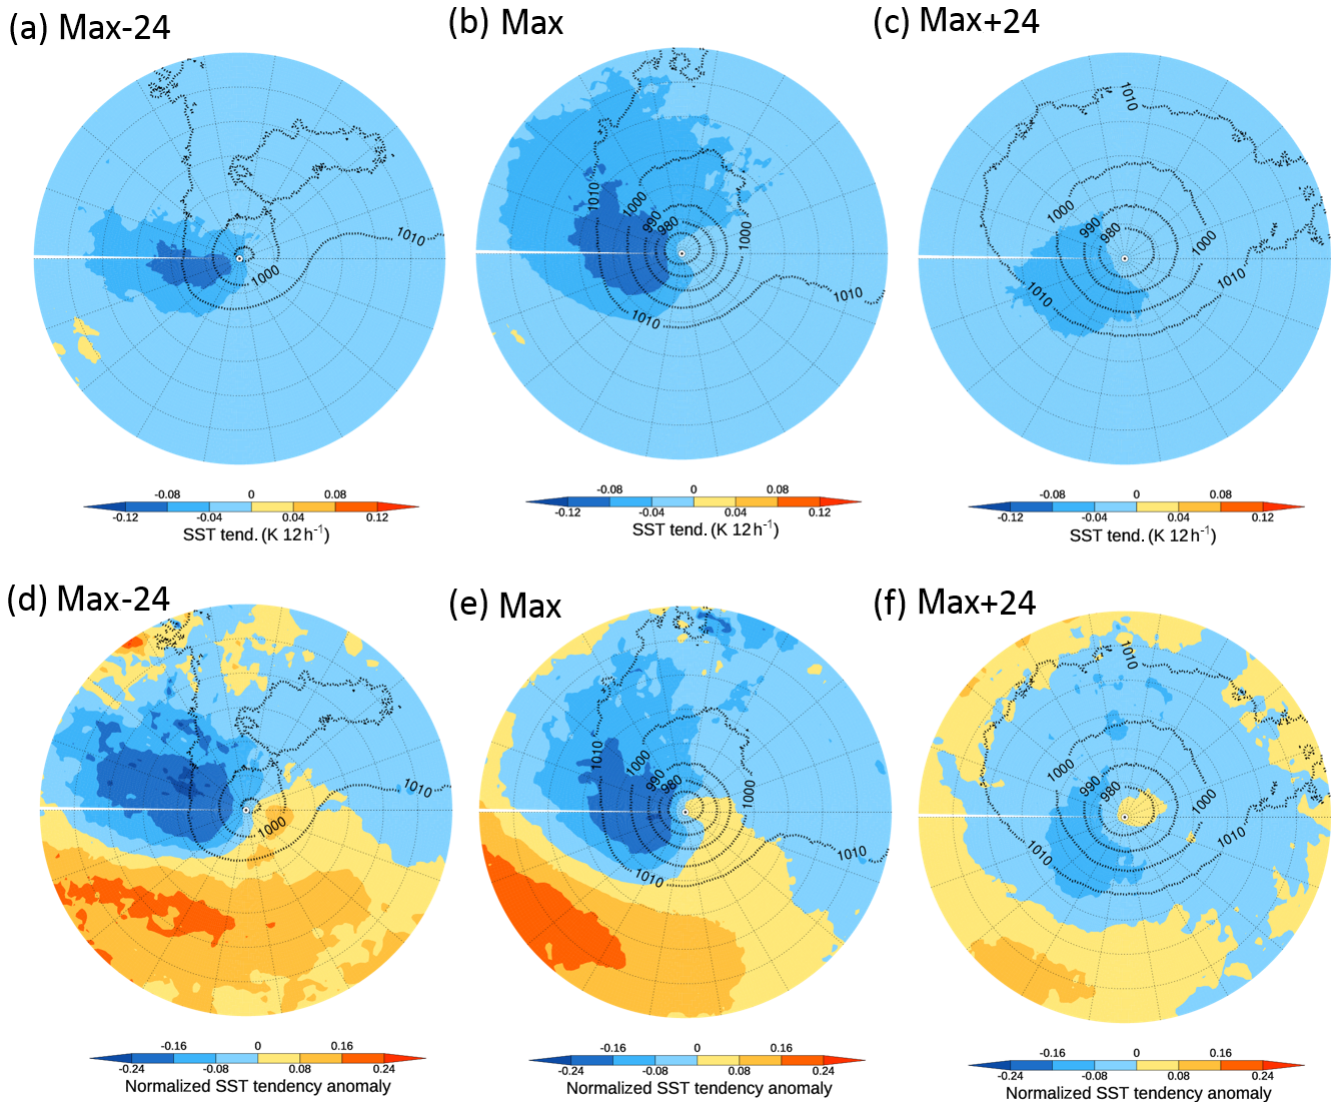 (a) Max-24
(b) Max
(c) Max+24
1010
1000
1010
1000
990
980
1000
1010
1010
1010
1000
990
980
1000
1010
1010
-0.08 0 0.08
-0.12 -0.04 0.04 0.12
SST tend. (K 12 h⁻¹)
-0.08 0 0.08
-0.12 -0.04 0.04 0.12
SST tend. (K 12 h⁻¹)
-0.08 0 0.08
-0.12 -0.04 0.04 0.12
SST tend. (K 12 h⁻¹)
(d) Max-24
(e) Max
(f) Max+24
1010
1000
1010
1000
990
980
1000
1010
1010
1010
1000
990
980
1000
1010
1010
-0.16 0 0.16
-0.24 -0.08 0.08 0.24
Normalized SST tendency anomaly
-0.16 0 0.16
-0.24 -0.08 0.08 0.24
Normalized SST tendency anomaly
-0.16 0 0.16
-0.24 -0.08 0.08 0.24
Normalized SST tendency anomaly